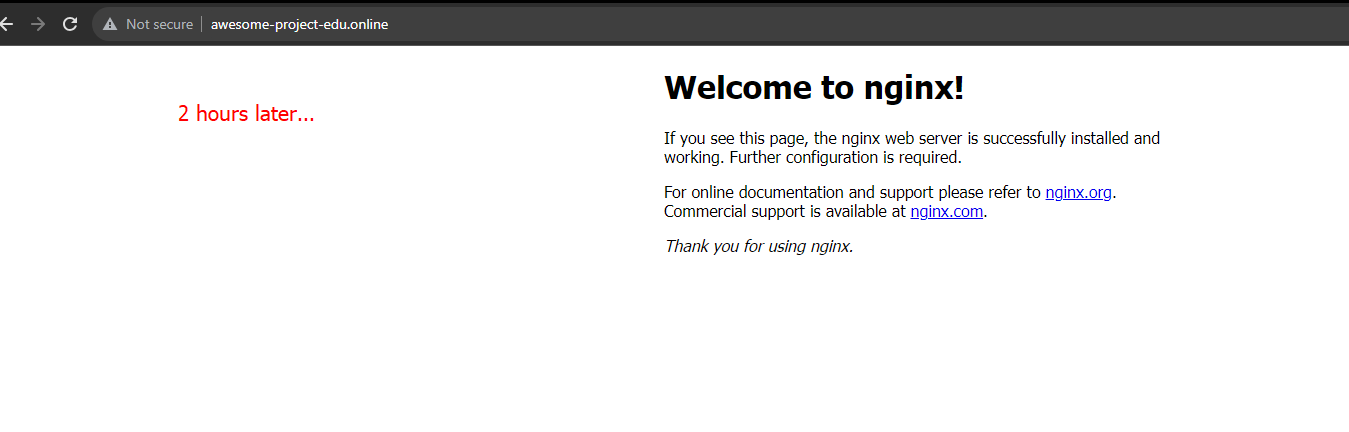 Not secure awesome-project-edu.online
Welcome to nginx!
2 hours later...
If you see this page, the nginx web server is successfully installed and
working. Further configuration is required.
For online documentation and support please refer to nginx.org.
Commercial support is available at nginx.com.
Thank you for using nginx.